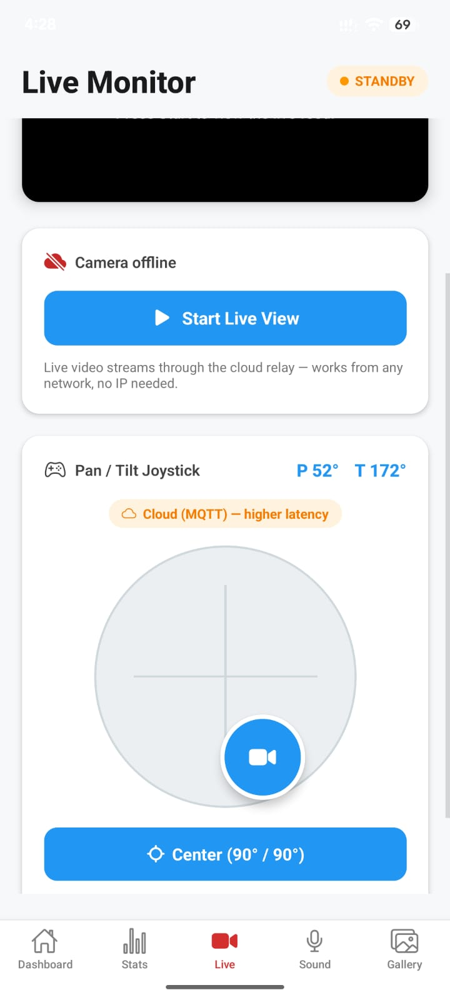 4:28
69
Live Monitor
STANDBY
Camera offline
Start Live View
Live video streams through the cloud relay — works from any
network, no IP needed.
Pan / Tilt Joystick
P 52° T 172°
Cloud (MQTT) — higher latency
Center (90° / 90°)
Dashboard
Stats
Live
Sound
Gallery